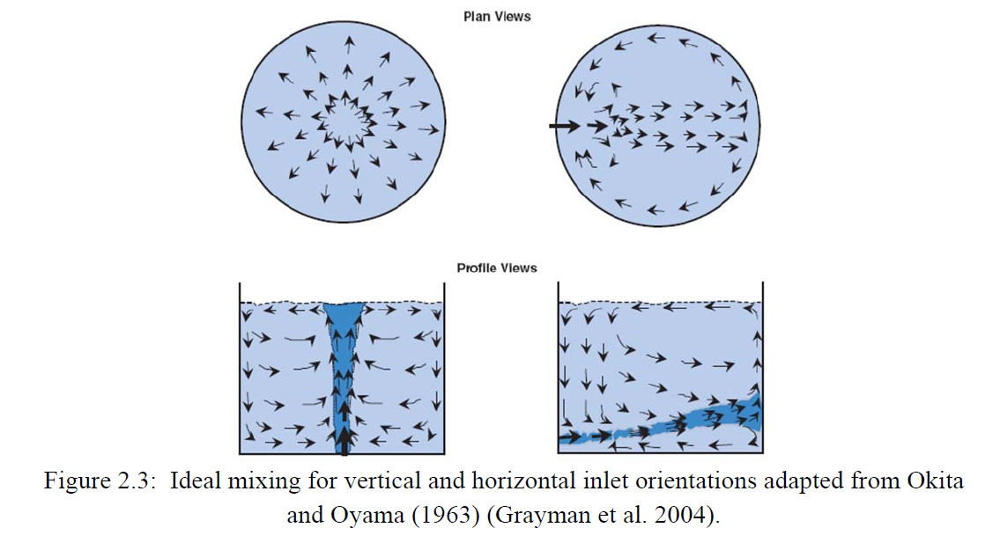 Plan Views
Profile Views
Figure 2.3:  Ideal mixing for vertical and horizontal inlet orientations adapted from Okita
and Oyama (1963) (Grayman et al. 2004).